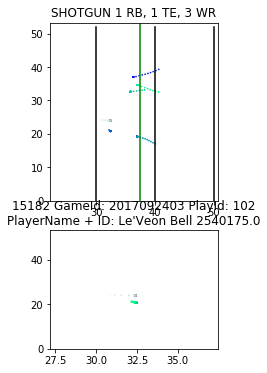 SHOTGUN 1 RB, 1 TE, 3 WR
50
40
30
20
10
0
30 40 50
15182 GameId: 2017092403 PlayId: 102
PlayerName + ID: Le'Veon Bell 2540175.0
40
20
0
27.5 30.0 32.5 35.0